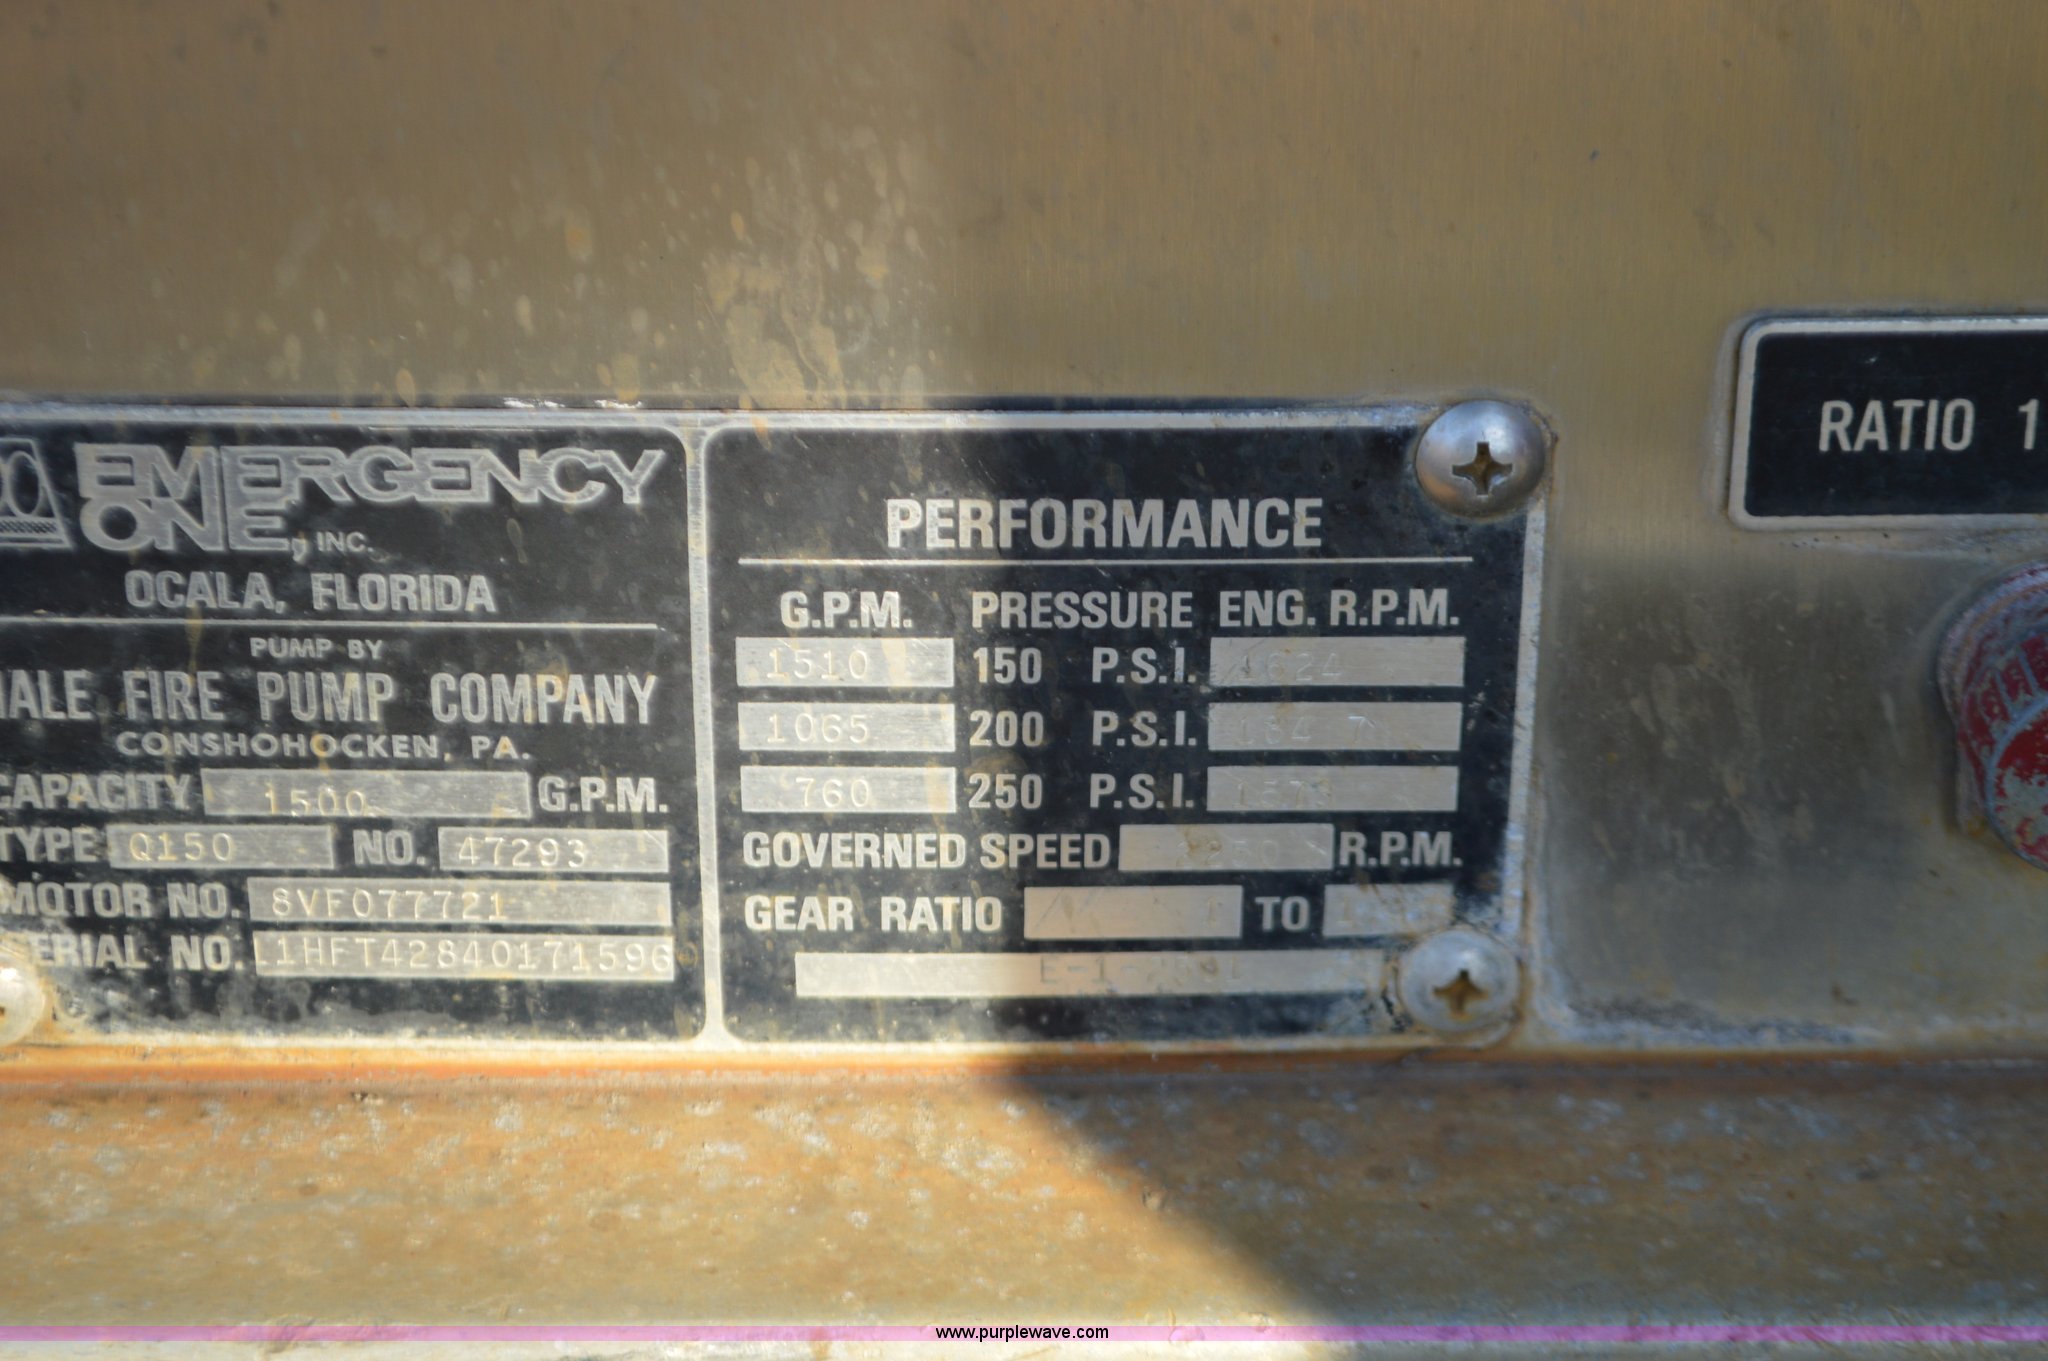 EMERGENCY
ONE, INC.
OCALA, FLORIDA
PUMP BY
HALE FIRE PUMP COMPANY
CONSHOHOCKEN, PA.
CAPACITY 1500 G.P.M.
TYPE Q150 NO. 47293
MOTOR NO. 8VF077721
SERIAL NO. 1HFT42840171596
PERFORMANCE
G.P.M. PRESSURE ENG. R.P.M.
1510 150 P.S.I. 1624
1065 200 P.S.I.
760 250 P.S.I.
GOVERNED SPEED R.P.M.
GEAR RATIO TO
RATIO 1
www.purplewave.com